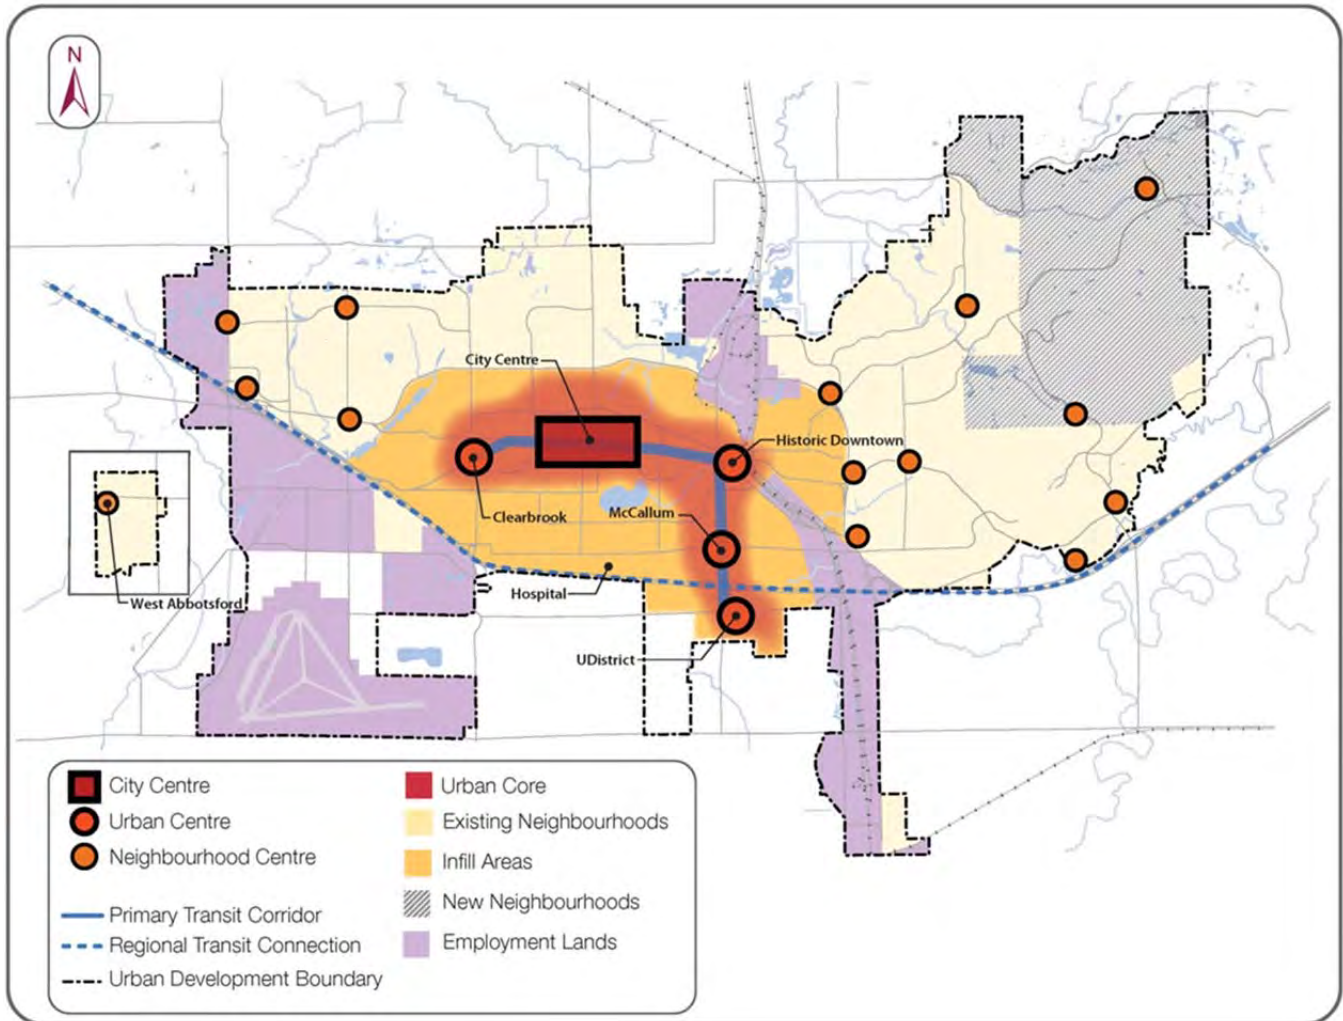 N
City Centre
Historic Downtown
Clearbrook
McCallum
Hospital
West Abbotsford
UDistrict
City Centre
Urban Centre
Neighbourhood Centre
Primary Transit Corridor
Regional Transit Connection
Urban Development Boundary
Urban Core
Existing Neighbourhoods
Infill Areas
New Neighbourhoods
Employment Lands